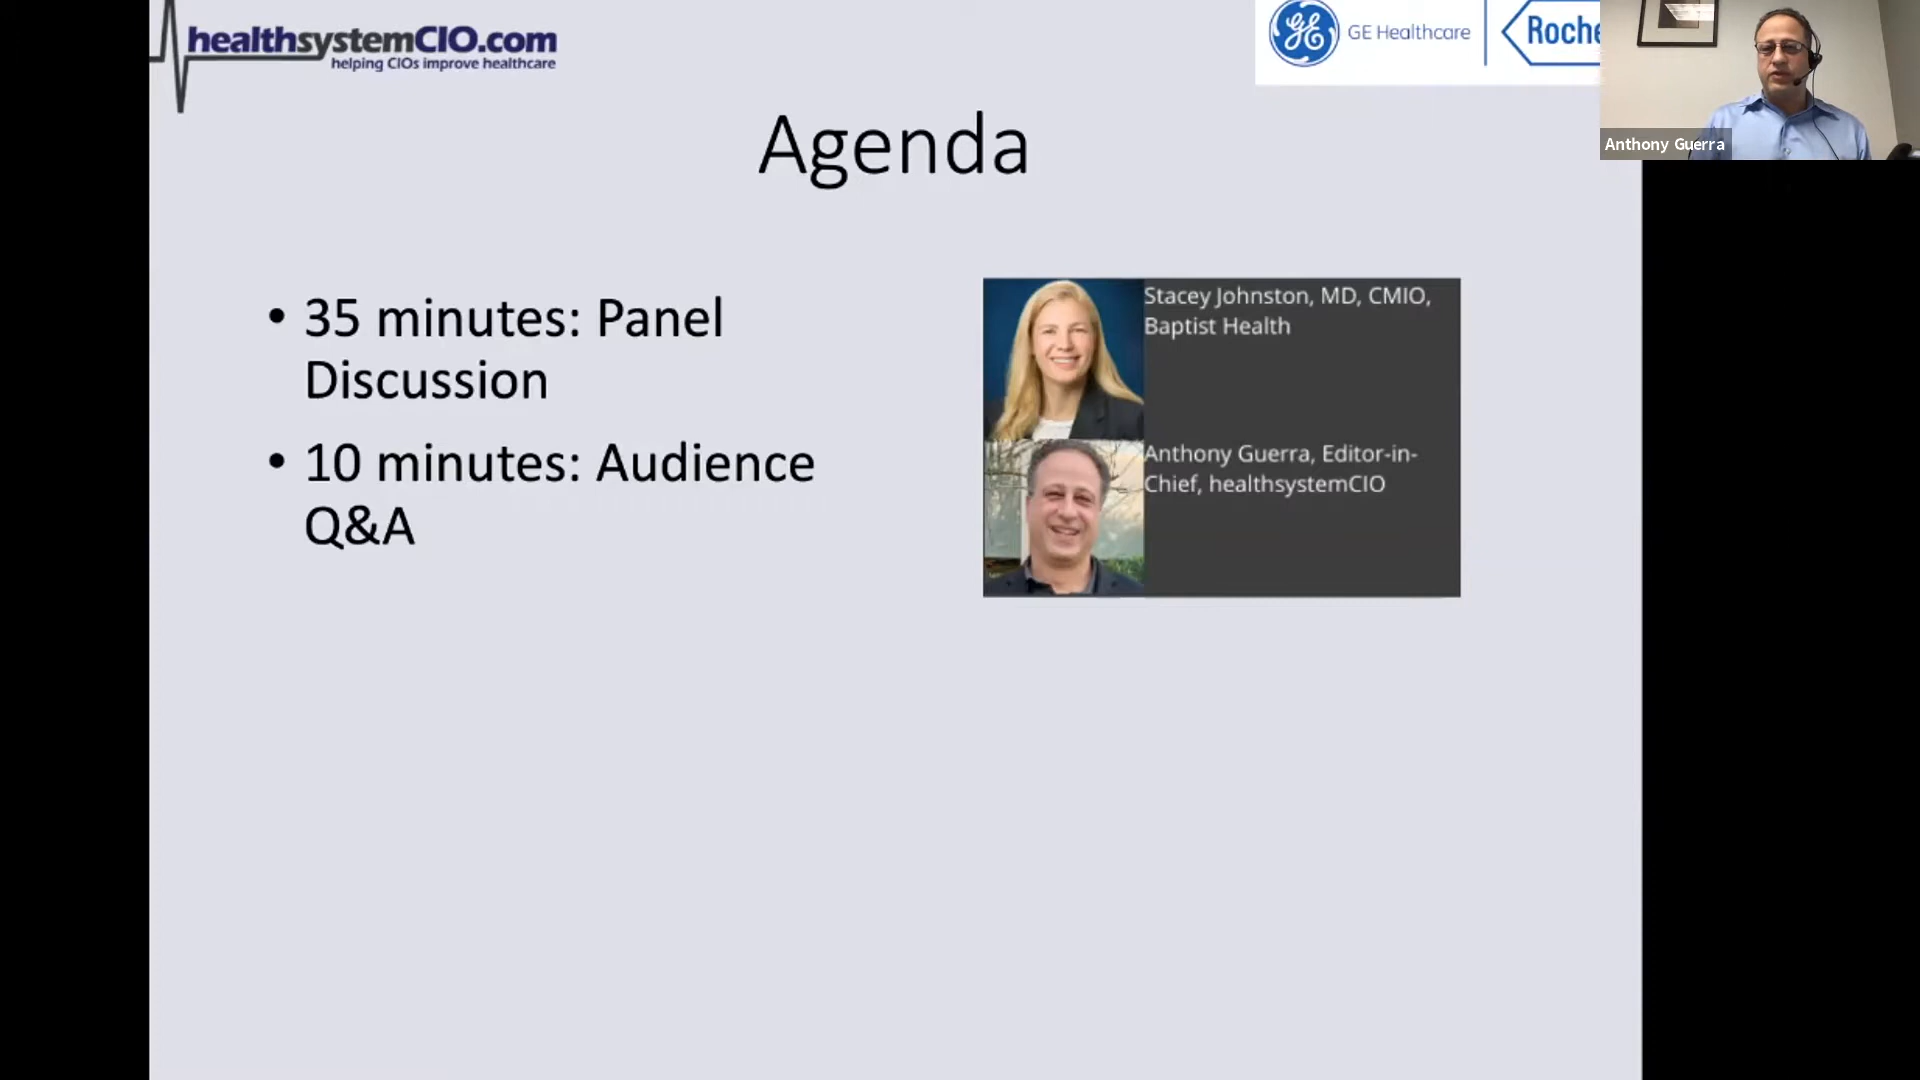 healthsystemCIO.com
helping CIOs improve healthcare
GE Healthcare
Roche
Anthony Guerra
Agenda
• 35 minutes: Panel
Discussion
• 10 minutes: Audience
Q&A
Stacey Johnston, MD, CMIO,
Baptist Health
Anthony Guerra, Editor-in-
Chief, healthsystemCIO